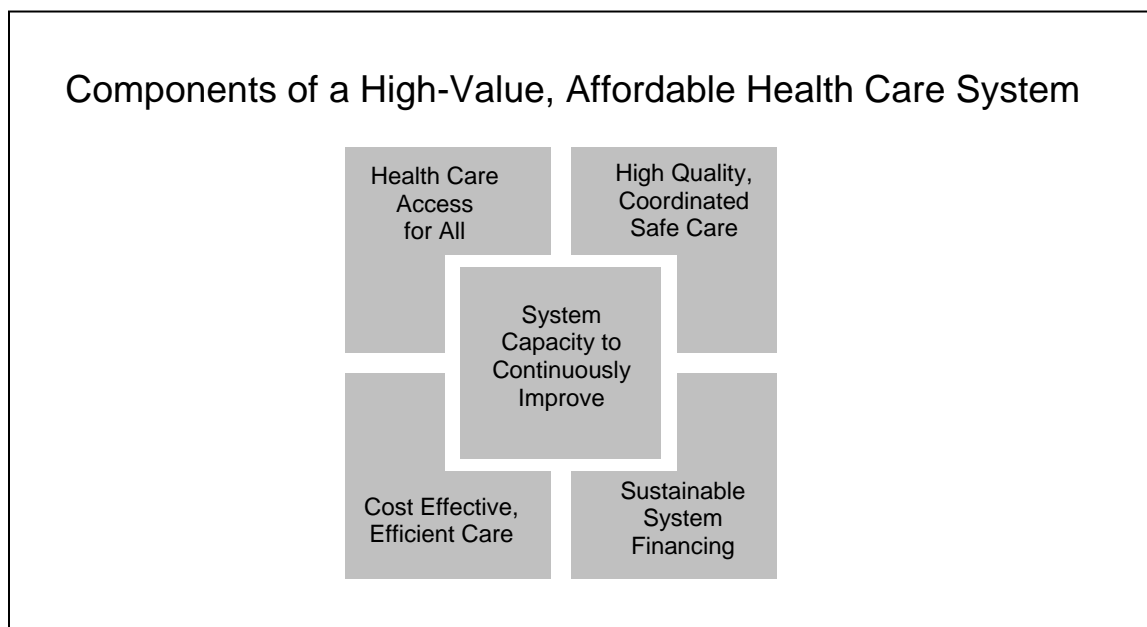 Components of a High-Value, Affordable Health Care System
Health Care
Access
for All
High Quality,
Coordinated
Safe Care
System
Capacity to
Continuously
Improve
Cost Effective,
Efficient Care
Sustainable
System
Financing